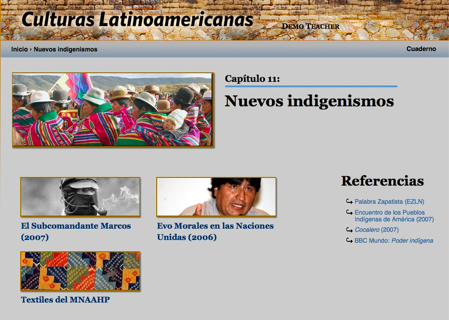 Culturas Latinoamericanas
DEMO TEACHER
Inicio › Nuevos indigenismos
Cuaderno
Capítulo 11:
Nuevos indigenismos
El Subcomandante Marcos
(2007)
Evo Morales en las Naciones
Unidas (2006)
Textiles del MNAAHP
Referencias
Palabra Zapatista (EZLN)
Encuentro de los Pueblos
Indígenas de América (2007)
Cocalero (2007)
BBC Mundo: Poder indígena